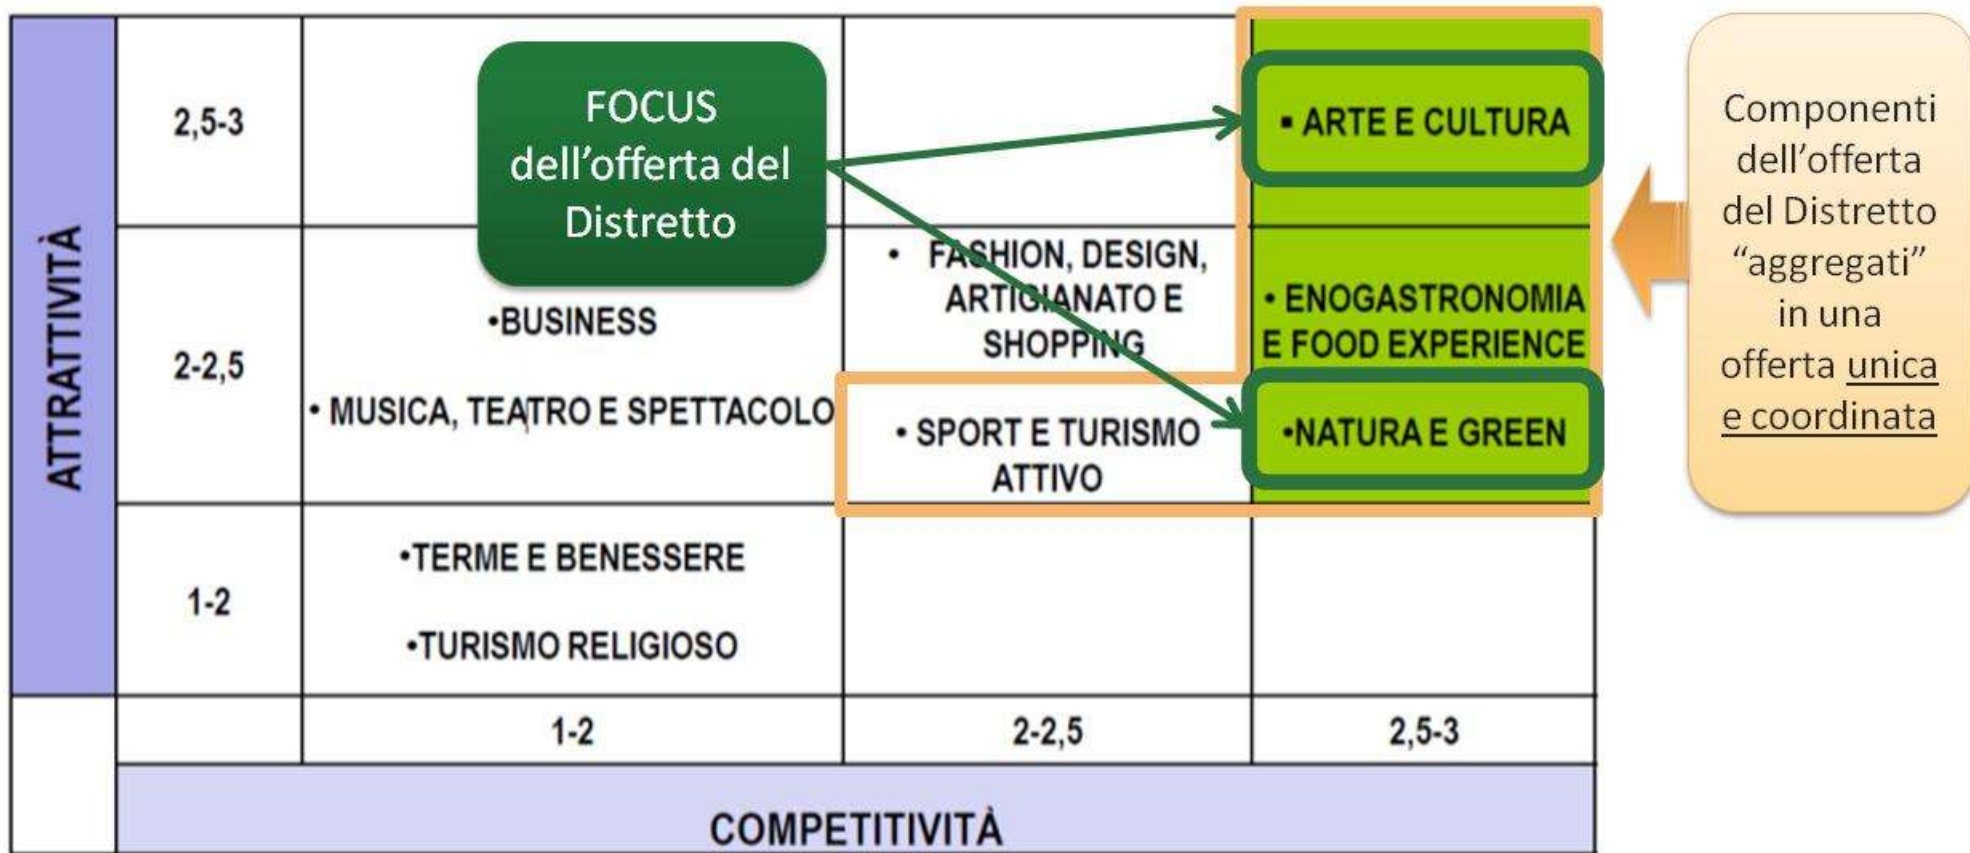 ATTRATTIVITÀ
2,5-3
FOCUS
dell’offerta del
Distretto
▪ ARTE E CULTURA
2-2,5
•BUSINESS
• MUSICA, TEATRO E SPETTACOLO
• FASHION, DESIGN,
ARTIGIANATO E
SHOPPING
• SPORT E TURISMO
ATTIVO
• ENOGASTRONOMIA
E FOOD EXPERIENCE
•NATURA E GREEN
1-2
•TERME E BENESSERE
•TURISMO RELIGIOSO
1-2
2-2,5
2,5-3
COMPETITIVITÀ
Componenti
dell’offerta
del Distretto
“aggregati”
in una
offerta unica
e coordinata